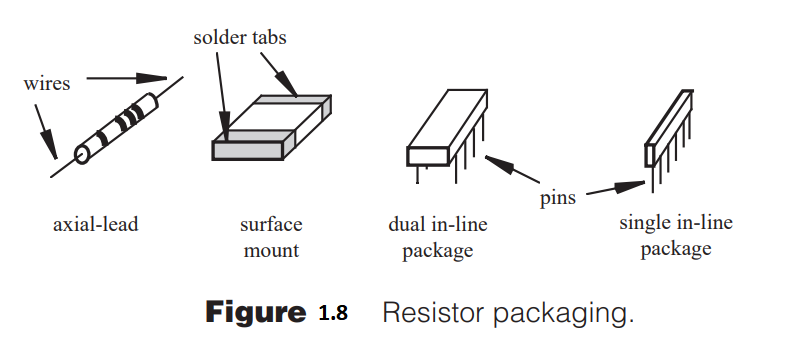 solder tabs
wires
pins
axial-lead
surface
mount
dual in-line
package
single in-line
package
Figure 1.8 Resistor packaging.